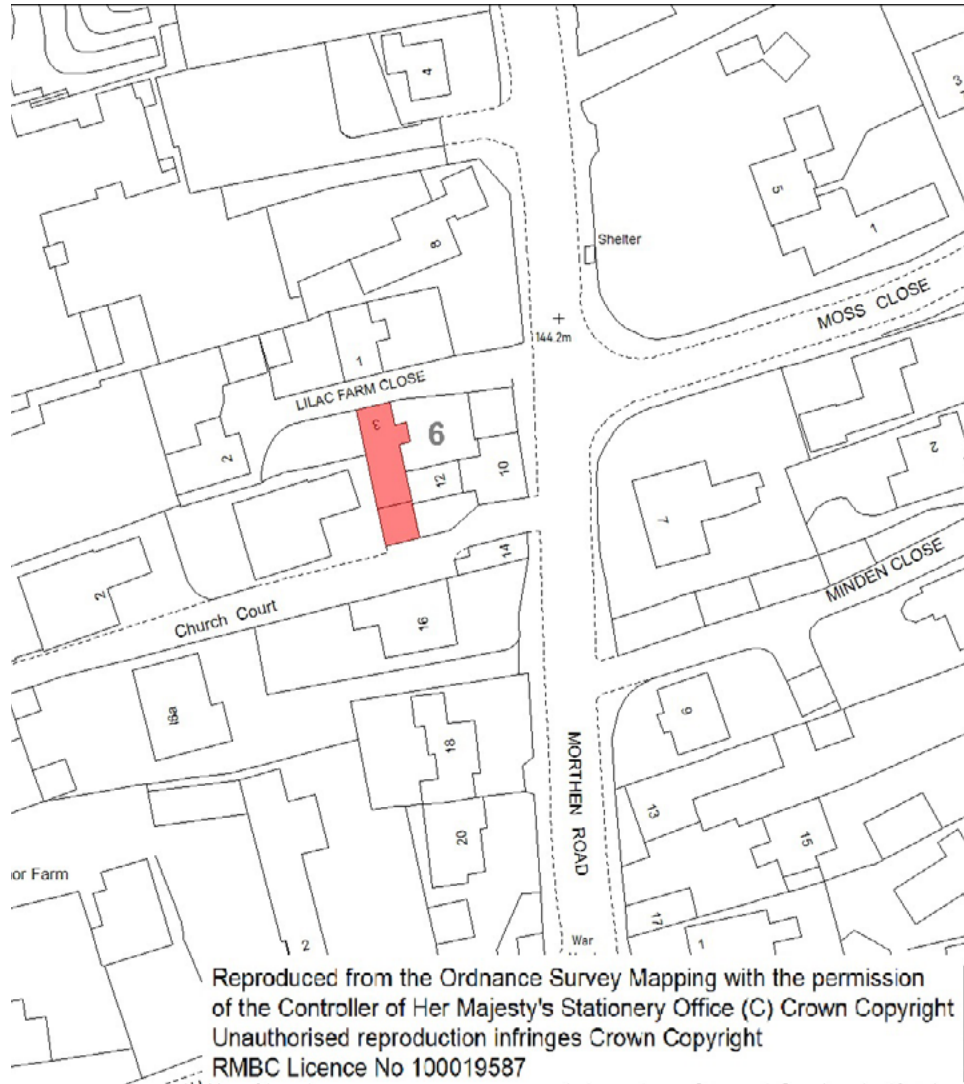 4
3
5
1
8
Shelter
MOSS CLOSE
144.2m
1
LILAC FARM CLOSE
3
6
2
2
12
10
7
14
2
MINDEN CLOSE
Church Court
16
16a
9
18
MORTHEN ROAD
13
20
15
or Farm
17
War
1
2
Reproduced from the Ordnance Survey Mapping with the permission
of the Controller of Her Majesty's Stationery Office (C) Crown Copyright
Unauthorised reproduction infringes Crown Copyright
RMBC Licence No 100019587